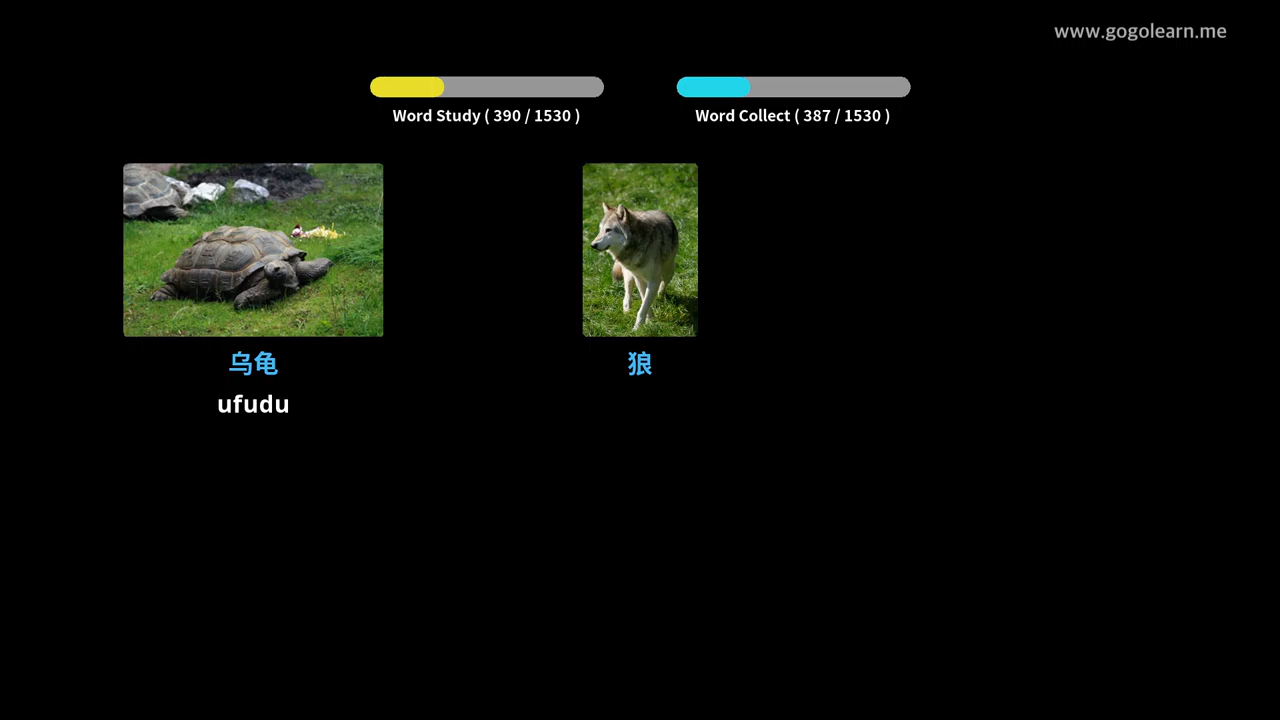 www.gogolearn.me
Word Study ( 390 / 1530 )
Word Collect ( 387 / 1530 )
乌龟
狼
ufudu